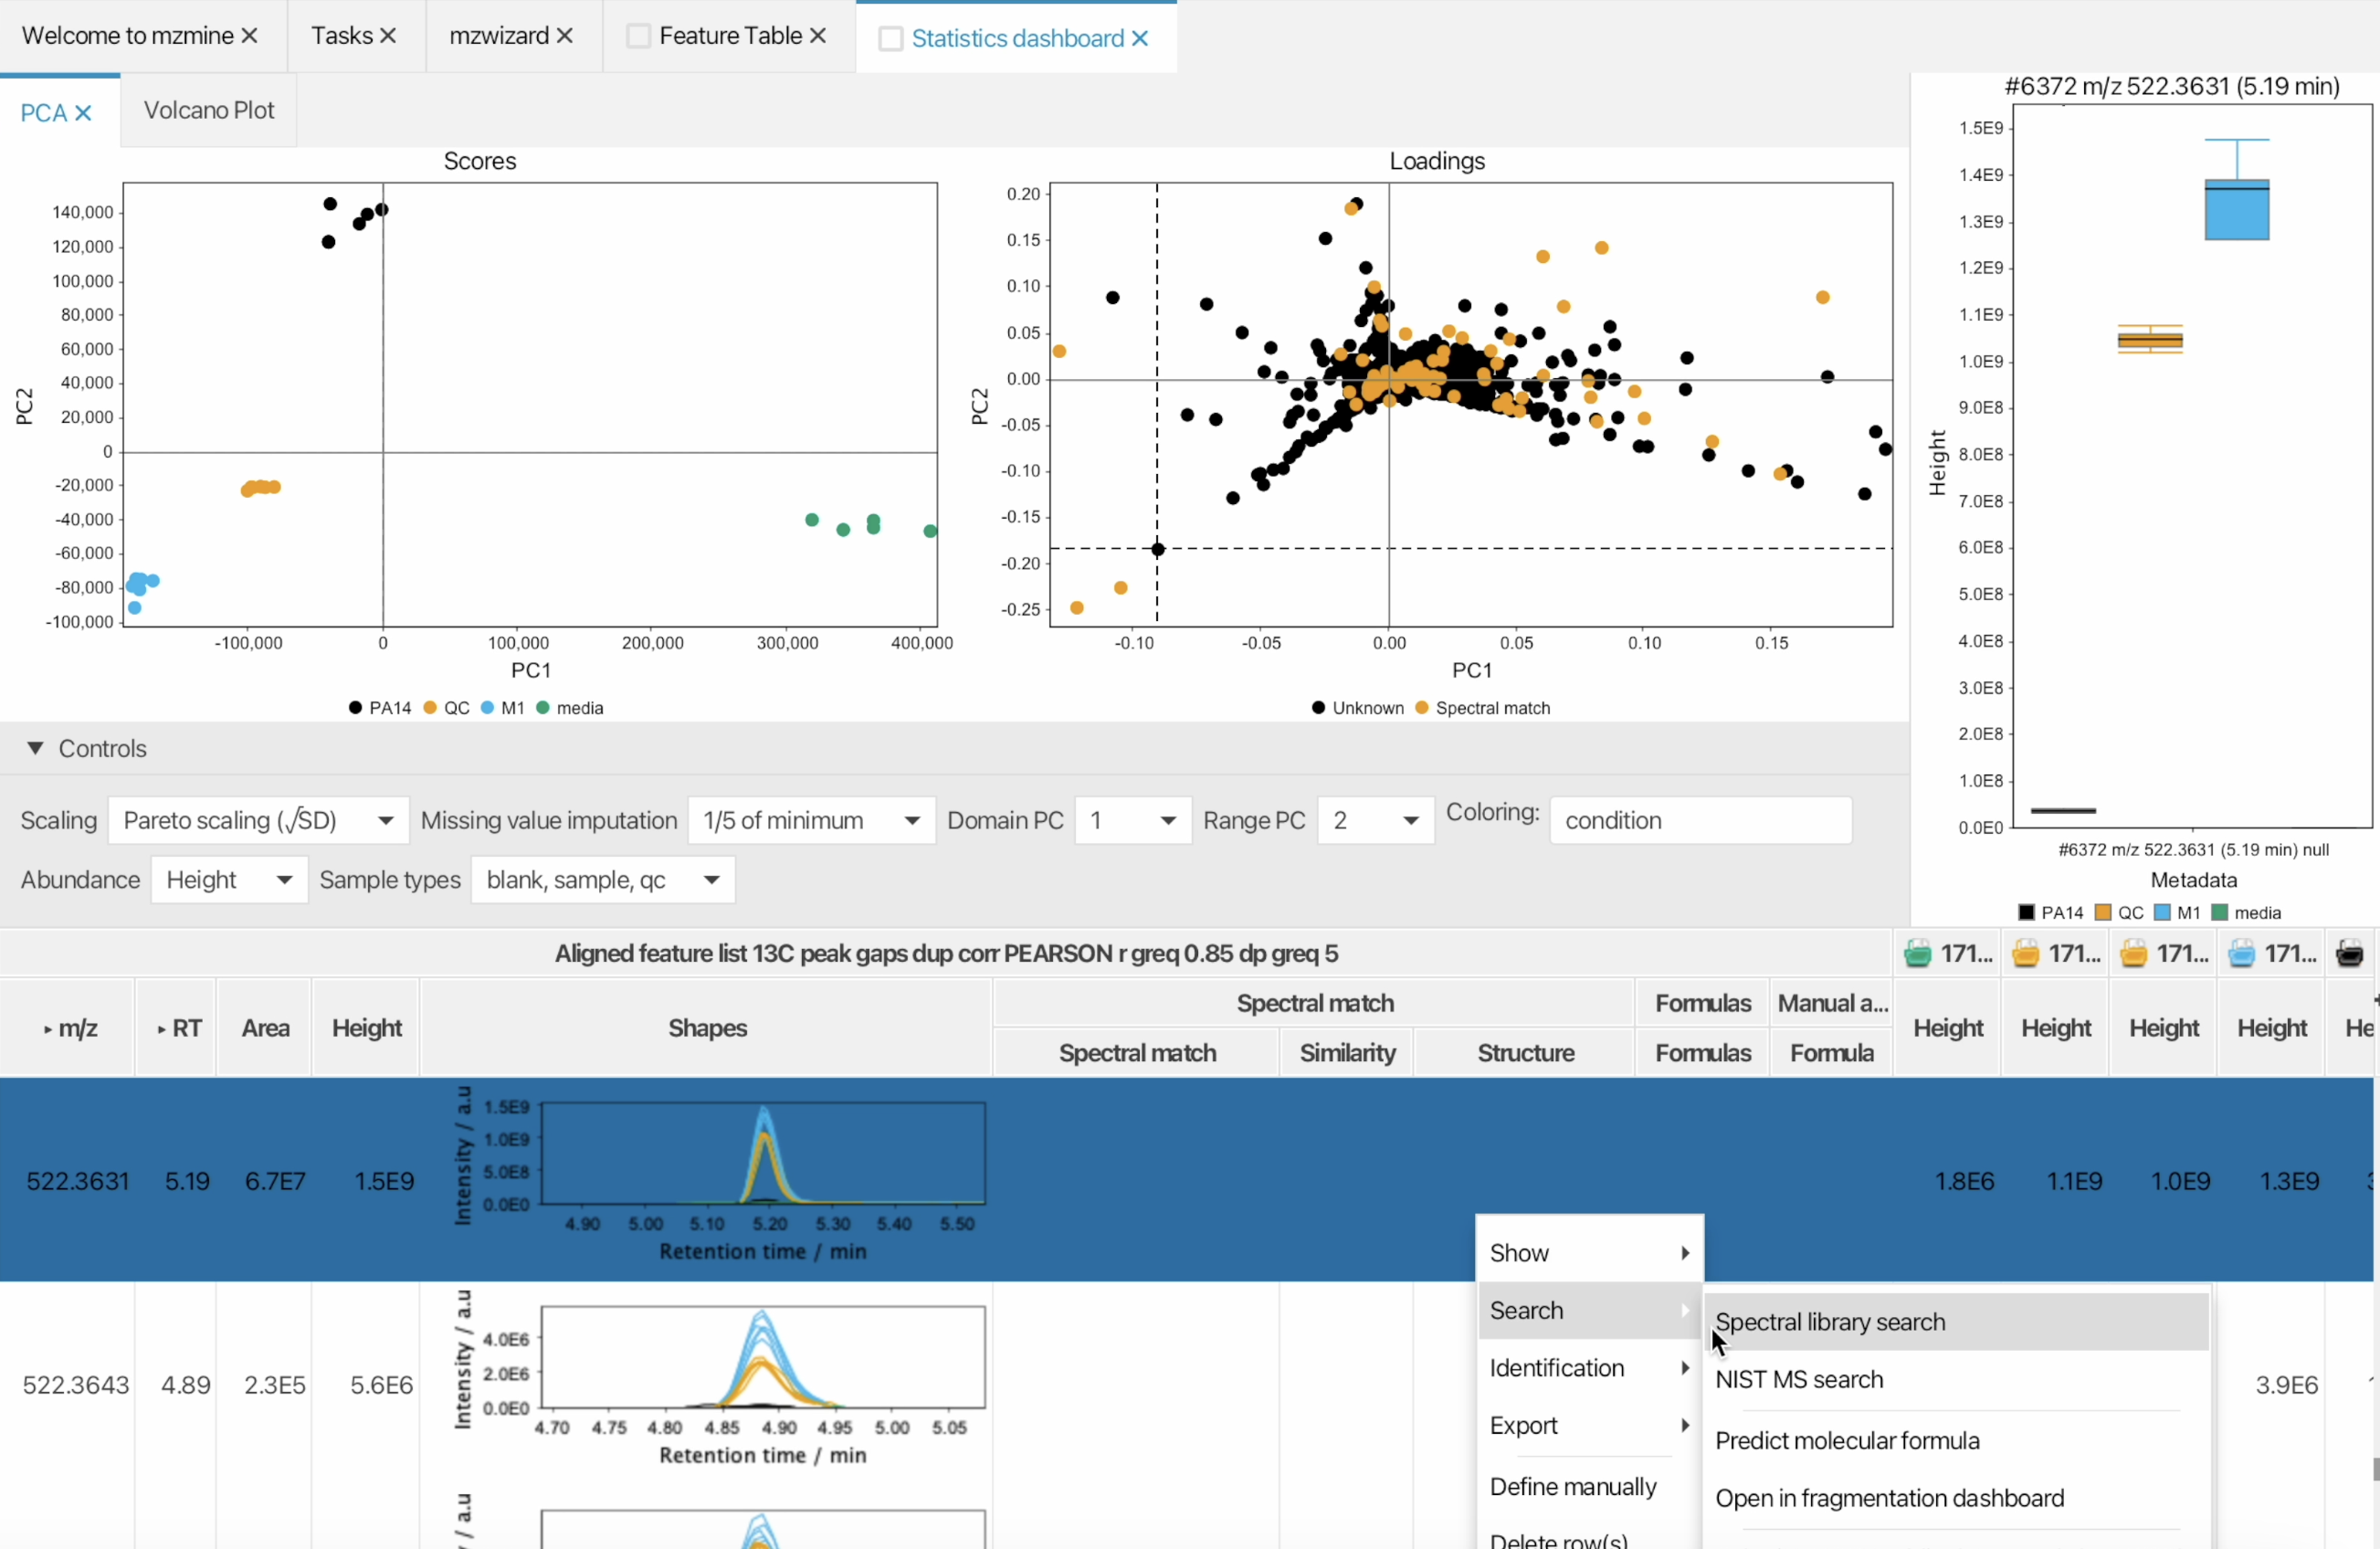 Welcome to mzmine ✕ Tasks ✕ mzwizard ✕ Feature Table ✕ Statistics dashboard ✕
PCA ✕ Volcano Plot
Scores
140,000
120,000
100,000
80,000
60,000
40,000
20,000
0
-20,000
-40,000
-60,000
-80,000
-100,000
PC2
-100,000 0 100,000 200,000 300,000 400,000
PC1
PA14 QC M1 media
Loadings
0.20
0.15
0.10
0.05
0.00
-0.05
-0.10
-0.15
-0.20
-0.25
PC2
-0.10 -0.05 0.00 0.05 0.10 0.15
PC1
Unknown Spectral match
#6372 m/z 522.3631 (5.19 min)
1.5E9
1.4E9
1.3E9
1.2E9
1.1E9
1.0E9
9.0E8
8.0E8
7.0E8
6.0E8
5.0E8
4.0E8
3.0E8
2.0E8
1.0E8
0.0E0
Height
#6372 m/z 522.3631 (5.19 min) null
Metadata
PA14 QC M1 media
Controls
Scaling Pareto scaling (√SD) Missing value imputation 1/5 of minimum Domain PC 1 Range PC 2 Coloring: condition
Abundance Height Sample types blank, sample, qc
Aligned feature list 13C peak gaps dup corr PEARSON r greq 0.85 dp greq 5 171... 171... 171... 171...
Spectral match Formulas Manual a...
m/z RT Area Height Shapes Height Height Height Height He
Spectral match Similarity Structure Formulas Formula
522.3631 5.19 6.7E7 1.5E9 1.8E6 1.1E9 1.0E9 1.3E9
Intensity / a.u
1.5E9
1.0E9
5.0E8
0.0E0
4.90 5.00 5.10 5.20 5.30 5.40 5.50
Retention time / min
522.3643 4.89 2.3E5 5.6E6 3.9E6
Intensity / a.u
4.0E6
2.0E6
0.0E0
4.70 4.75 4.80 4.85 4.90 4.95 5.00 5.05
Retention time / min
/ a.u
Show
Search
Identification
Export
Define manually
Delete row(s)
Spectral library search
NIST MS search
Predict molecular formula
Open in fragmentation dashboard